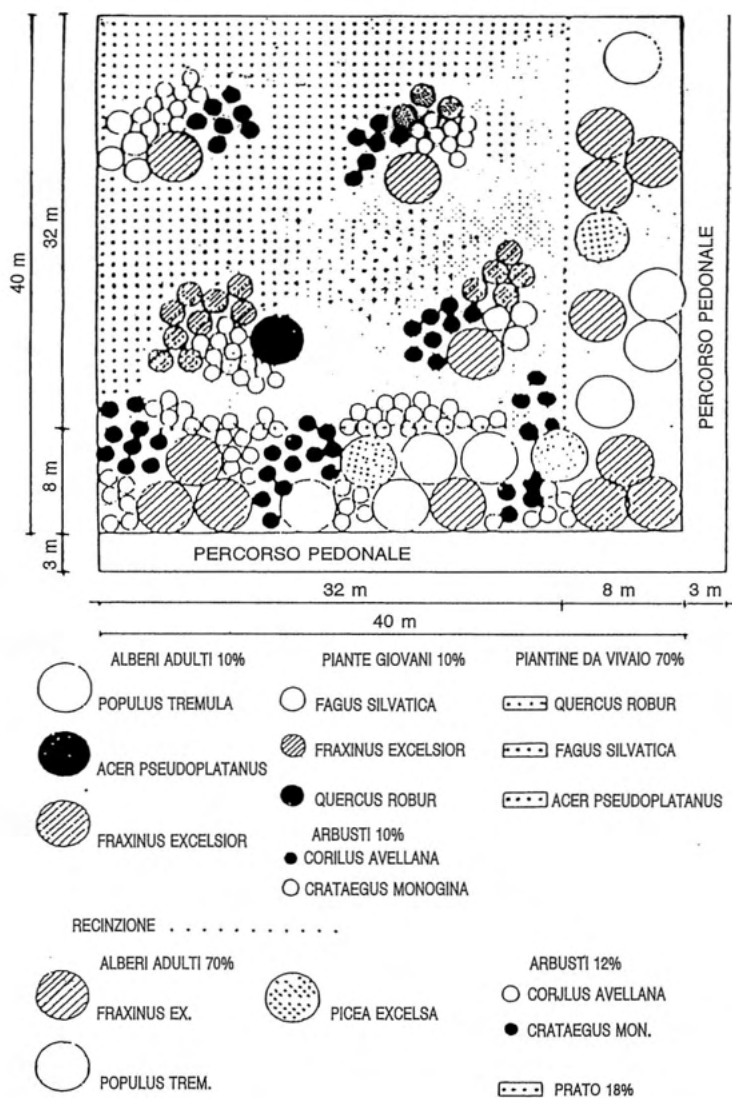 40 m
32 m
8 m
3 m
PERCORSO PEDONALE
PERCORSO PEDONALE
32 m
8 m
3 m
40 m
ALBERI ADULTI 10%
POPULUS TREMULA
ACER PSEUDOPLATANUS
FRAXINUS EXCELSIOR
PIANTE GIOVANI 10%
FAGUS SILVATICA
FRAXINUS EXCELSIOR
QUERCUS ROBUR
ARBUSTI 10%
CORILUS AVELLANA
CRATAEGUS MONOGINA
PIANTINE DA VIVAIO 70%
QUERCUS ROBUR
FAGUS SILVATICA
ACER PSEUDOPLATANUS
RECINZIONE . . . . . . . . . . . .
ALBERI ADULTI 70%
FRAXINUS EX.
POPULUS TREM.
PICEA EXCELSA
ARBUSTI 12%
CORJLUS AVELLANA
CRATAEGUS MON.
PRATO 18%